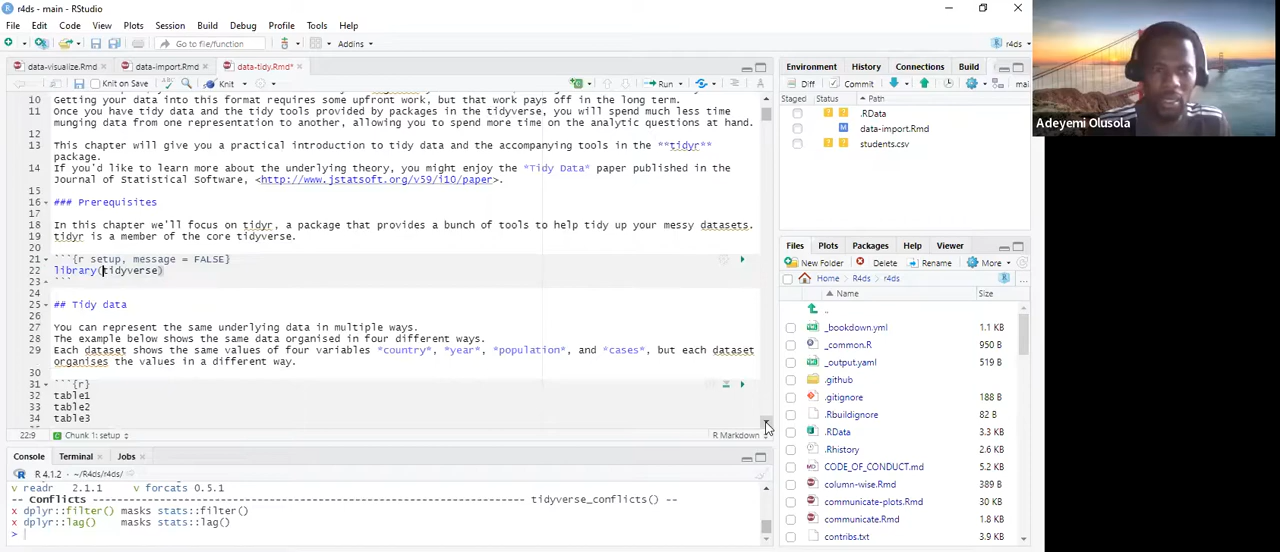 r4ds - main - RStudio
File Edit Code View Plots Session Build Debug Profile Tools Help
Go to file/function Addins r4ds
data-visualize.Rmd data-import.Rmd data-tidy.Rmd*
Knit on Save Knit Run
10 Getting your data into this format requires some upfront work, but that work pays off in the long term.
11 Once you have tidy data and the tidy tools provided by packages in the tidyverse, you will spend much less time
munging data from one representation to another, allowing you to spend more time on the analytic questions at hand.
12
13 This chapter will give you a practical introduction to tidy data and the accompanying tools in the **tidyr**
package.
14 If you'd like to learn more about the underlying theory, you might enjoy the *Tidy Data* paper published in the
Journal of Statistical Software, <http://www.jstatsoft.org/v59/i10/paper>.
15
16 ### Prerequisites
17
18 In this chapter we'll focus on tidyr, a package that provides a bunch of tools to help tidy up your messy datasets.
19 tidyr is a member of the core tidyverse.
20
21 ```{r setup, message = FALSE}
22 library(tidyverse)
23 ```
24
25 ## Tidy data
26
27 You can represent the same underlying data in multiple ways.
28 The example below shows the same data organised in four different ways.
29 Each dataset shows the same values of four variables *country*, *year*, *population*, and *cases*, but each dataset
organises the values in a different way.
30
31 ```{r}
32 table1
33 table2
34 table3
22:9 Chunk 1: setup R Markdown
Console Terminal Jobs
R 4.1.2 · ~/R4ds/r4ds/
v readr 2.1.1 v forcats 0.5.1
-- Conflicts ---------------------------------------------------------------- tidyverse_conflicts() --
x dplyr::filter() masks stats::filter()
x dplyr::lag() masks stats::lag()
>
Environment History Connections Build
Diff Commit mai
Staged Status Path
.RData
M data-import.Rmd
students.csv
Files Plots Packages Help Viewer
New Folder Delete Rename More
Home R4ds r4ds
Name Size
..
_bookdown.yml 1.1 KB
_common.R 950 B
_output.yaml 519 B
.github
.gitignore 188 B
.Rbuildignore 82 B
.RData 3.3 KB
.Rhistory 2.6 KB
CODE_OF_CONDUCT.md 5.2 KB
column-wise.Rmd 389 B
communicate-plots.Rmd 30 KB
communicate.Rmd 1.8 KB
contribs.txt 3.9 KB
Adeyemi Olusola